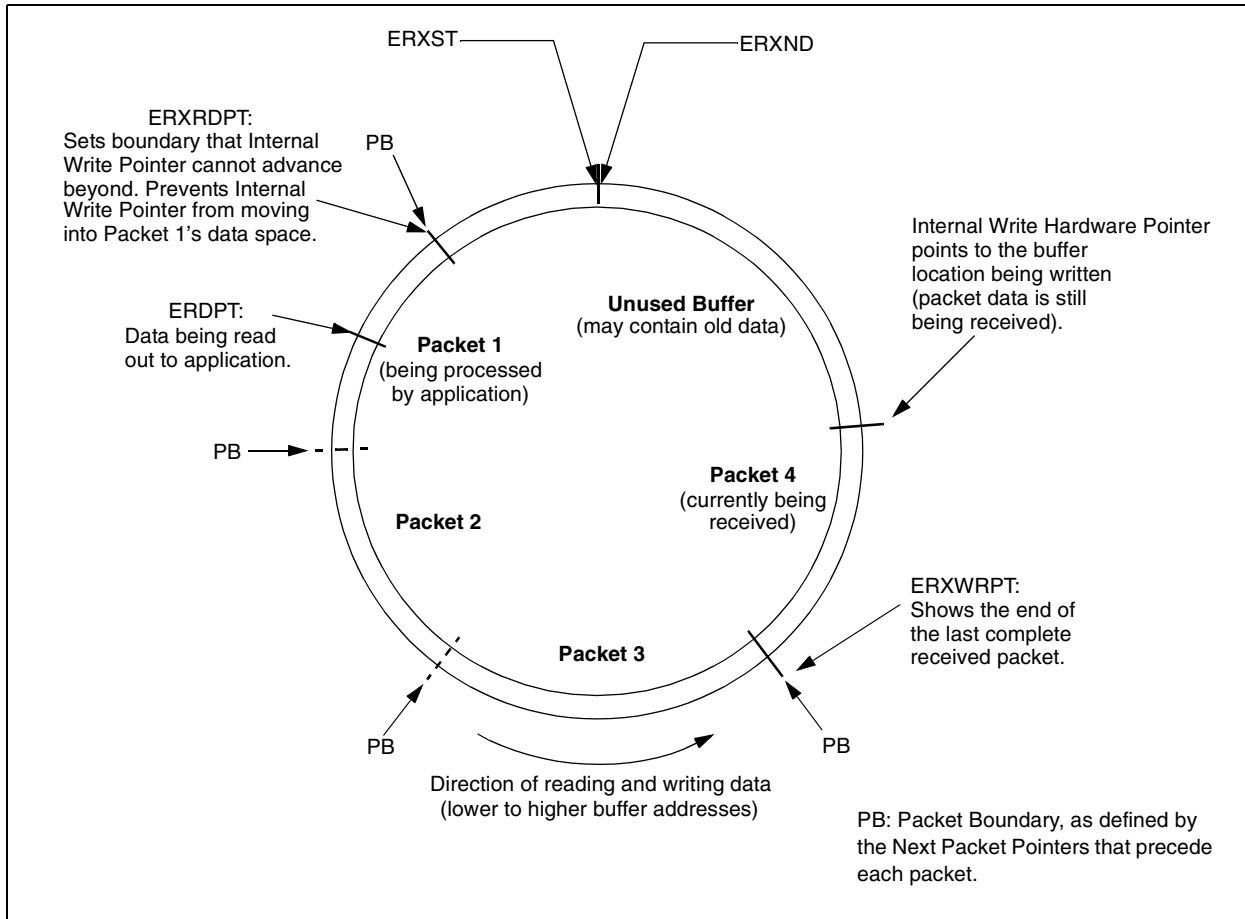 ERXST
ERXND
ERXRDPT:
Sets boundary that Internal
Write Pointer cannot advance
beyond. Prevents Internal
Write Pointer from moving
into Packet 1’s data space.
PB
Internal Write Hardware Pointer
points to the buffer
location being written
(packet data is still
being received).
Unused Buffer
(may contain old data)
ERDPT:
Data being read
out to application.
Packet 1
(being processed
by application)
PB
Packet 4
(currently being
received)
Packet 2
ERXWRPT:
Shows the end of
the last complete
received packet.
Packet 3
PB
PB
Direction of reading and writing data
(lower to higher buffer addresses)
PB: Packet Boundary, as defined by
the Next Packet Pointers that precede
each packet.